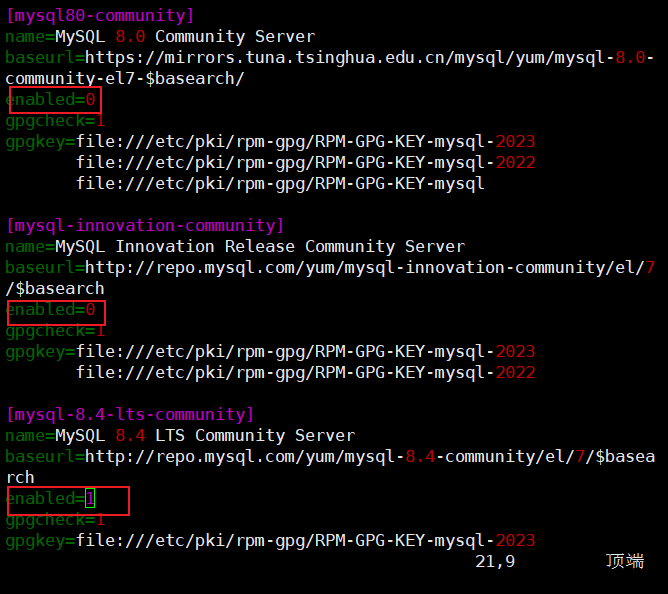 [mysql80-community]
name=MySQL 8.0 Community Server
baseurl=https://mirrors.tuna.tsinghua.edu.cn/mysql/yum/mysql-8.0-
community-el7-$basearch/
enabled=0
gpgcheck=1
gpgkey=file:///etc/pki/rpm-gpg/RPM-GPG-KEY-mysql-2023
       file:///etc/pki/rpm-gpg/RPM-GPG-KEY-mysql-2022
       file:///etc/pki/rpm-gpg/RPM-GPG-KEY-mysql

[mysql-innovation-community]
name=MySQL Innovation Release Community Server
baseurl=http://repo.mysql.com/yum/mysql-innovation-community/el/7
/$basearch
enabled=0
gpgcheck=1
gpgkey=file:///etc/pki/rpm-gpg/RPM-GPG-KEY-mysql-2023
       file:///etc/pki/rpm-gpg/RPM-GPG-KEY-mysql-2022

[mysql-8.4-lts-community]
name=MySQL 8.4 LTS Community Server
baseurl=http://repo.mysql.com/yum/mysql-8.4-community/el/7/$basea
rch
enabled=1
gpgcheck=1
gpgkey=file:///etc/pki/rpm-gpg/RPM-GPG-KEY-mysql-2023
21,9 顶端